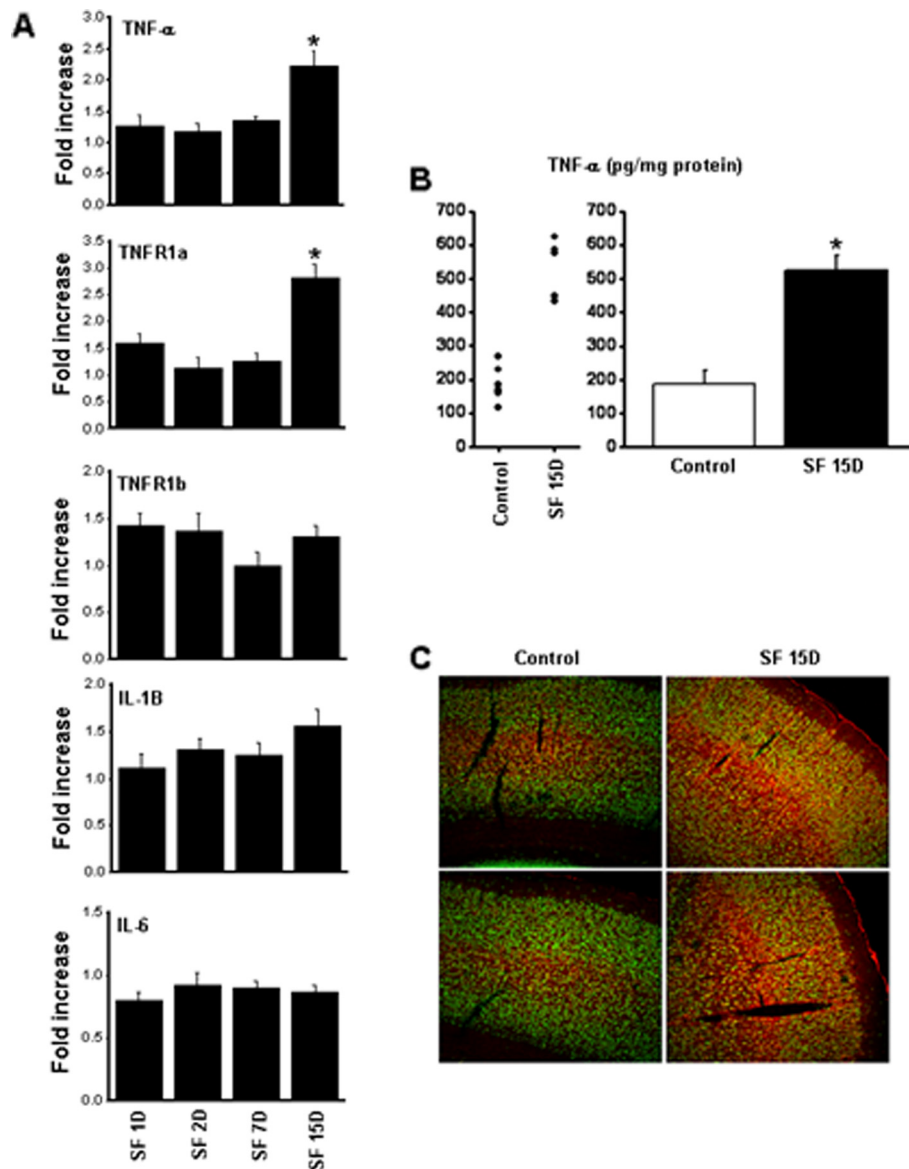 A
TNF-α
Fold increase
3.0
2.5
2.0
1.5
1.0
0.5
0.0
*
TNFR1a
Fold increase
3.5
3.0
2.5
2.0
1.5
1.0
0.5
0.0
*
TNFR1b
Fold increase
2.0
1.5
1.0
0.5
0.0
IL-1B
Fold increase
2.0
1.5
1.0
0.5
0.0
IL-6
Fold increase
1.5
1.0
0.5
0.0
SF 1D
SF 2D
SF 7D
SF 15D
B
TNF-α (pg/mg protein)
700
600
500
400
300
200
100
0
Control
SF 15D
700
600
500
400
300
200
100
0
*
Control
SF 15D
C
Control
SF 15D